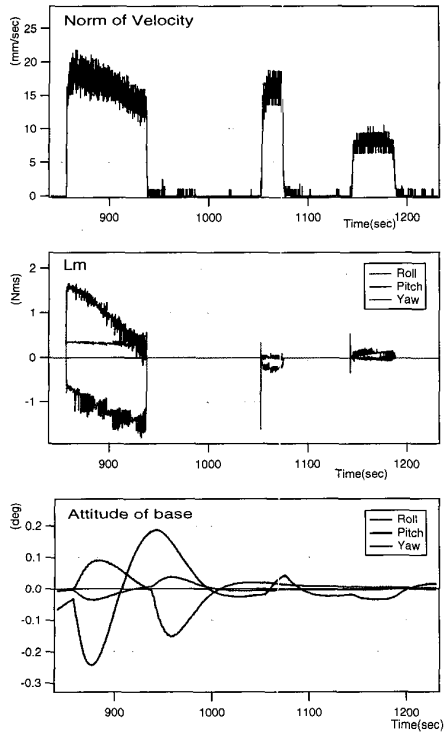 Norm of Velocity
(mm/sec)
25
20
15
10
5
0
900
1000
1100
1200
Time(sec)
Lm
(Nms)
Roll
Pitch
Yaw
2
1
0
-1
900
1000
1100
1200
Time(sec)
Attitude of base
(deg)
Roll
Pitch
Yaw
0.2
0.1
0.0
-0.1
-0.2
-0.3
900
1000
1100
1200
Time(sec)